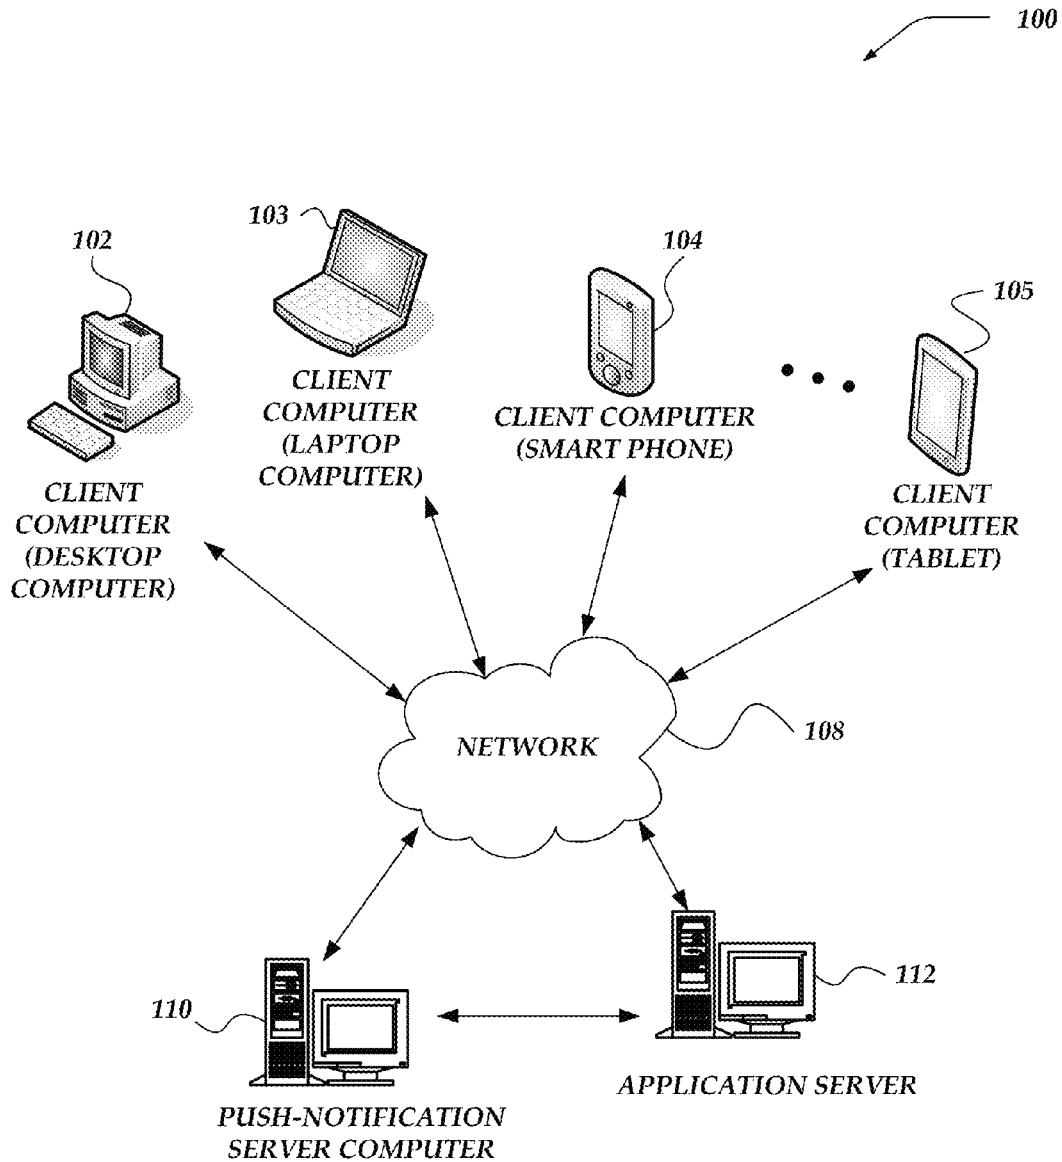 100
103
102
104
105
CLIENT
COMPUTER
(LAPTOP
COMPUTER)
CLIENT COMPUTER
(SMART PHONE)
CLIENT
COMPUTER
(DESKTOP
COMPUTER)
CLIENT
COMPUTER
(TABLET)
NETWORK
108
110
112
APPLICATION SERVER
PUSH-NOTIFICATION
SERVER COMPUTER